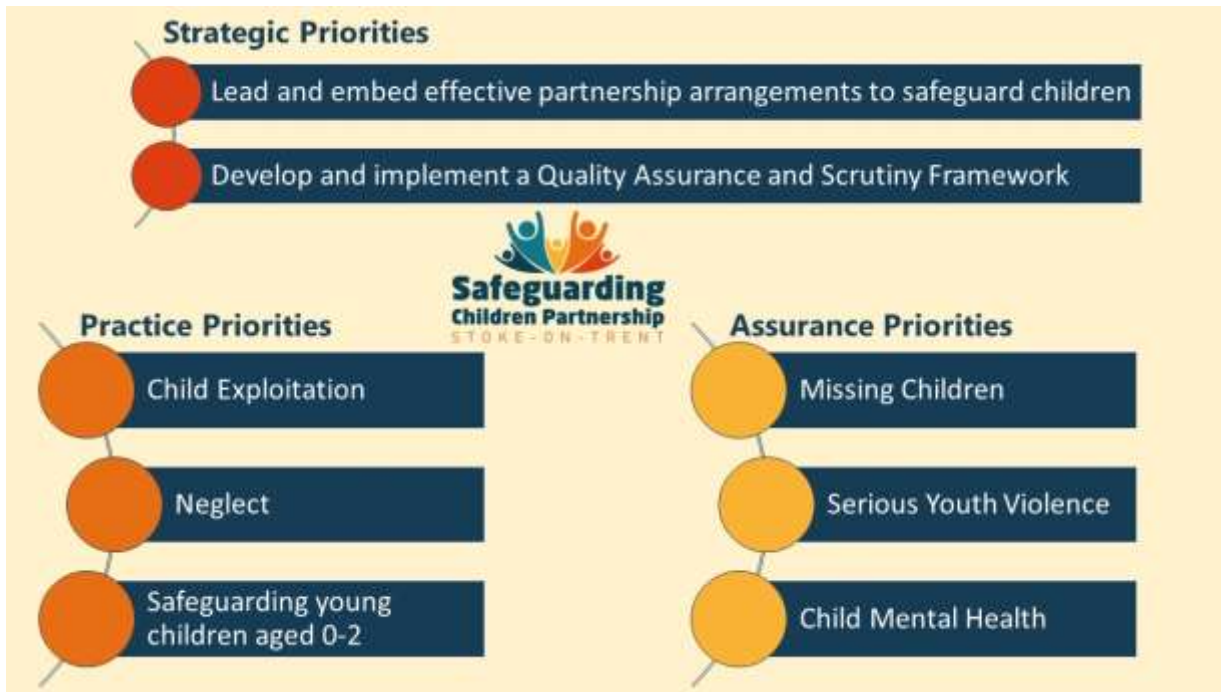 Strategic Priorities
Lead and embed effective partnership arrangements to safeguard children
Develop and implement a Quality Assurance and Scrutiny Framework
Safeguarding
Children Partnership
STOKE-ON-TRENT
Practice Priorities
Child Exploitation
Neglect
Safeguarding young
children aged 0-2
Assurance Priorities
Missing Children
Serious Youth Violence
Child Mental Health